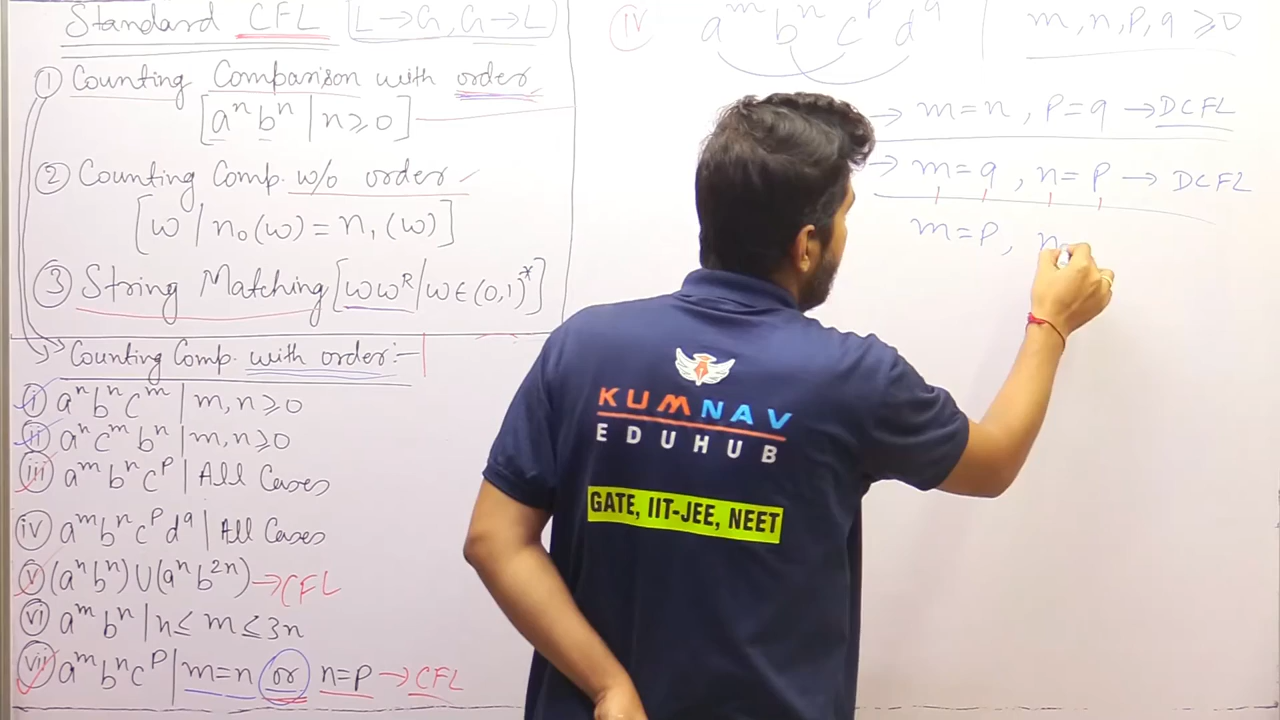 Standard CFL [L→G, G→L]
① Counting Comparison with order
[aⁿbⁿ | n≥0]
② Counting Comp. w/o order
[w | n₀(w) = n₁(w)]
③ String Matching [wwᴿ | w∈(0,1)*]
Counting Comp. with order:-
(i) aⁿbⁿcᵐ | m,n≥0
(ii) aⁿcᵐbⁿ | m,n≥0
(iii) aᵐbⁿcᴾ | All Cases
(iv) aᵐbⁿcᴾd^q | All Cases
(v) (aⁿbⁿ)∪(aⁿb²ⁿ) → CFL
(vi) aᵐbⁿ | n≤m≤3n
(vii) aᵐbⁿcᴾ | m=n or n=P → CFL
(iv) aᵐbⁿcᴾd^q | m,n,P,q ≥0
→ m=n, P=q → DCFL
→ m=q, n=P → DCFL
m=P, n
KUMNAV
EDUHUB
GATE, IIT-JEE, NEET